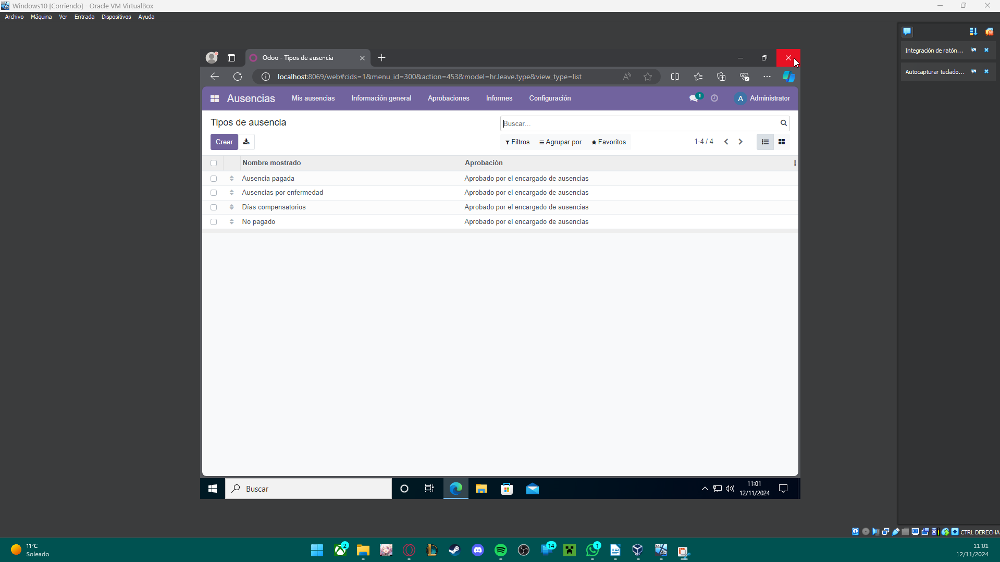 Windows10 [Corriendo] - Oracle VM VirtualBox
Archivo Máquina Ver Entrada Dispositivos Ayuda
Integración de ratón...
Autocapturar teclado...
Odoo - Tipos de ausencia
localhost:8069/web#cids=1&menu_id=300&action=453&model=hr.leave.type&view_type=list
Ausencias Mis ausencias Información general Aprobaciones Informes Configuración 1 A Administrator
Tipos de ausencia
Buscar...
Crear
Filtros Agrupar por Favoritos 1-4 / 4
Nombre mostrado Aprobación
Ausencia pagada Aprobado por el encargado de ausencias
Ausencias por enfermedad Aprobado por el encargado de ausencias
Días compensatorios Aprobado por el encargado de ausencias
No pagado Aprobado por el encargado de ausencias
Buscar
11:01
12/11/2024
CTRL DERECHA
11°C
Soleado
2
14
1
11:01
12/11/2024